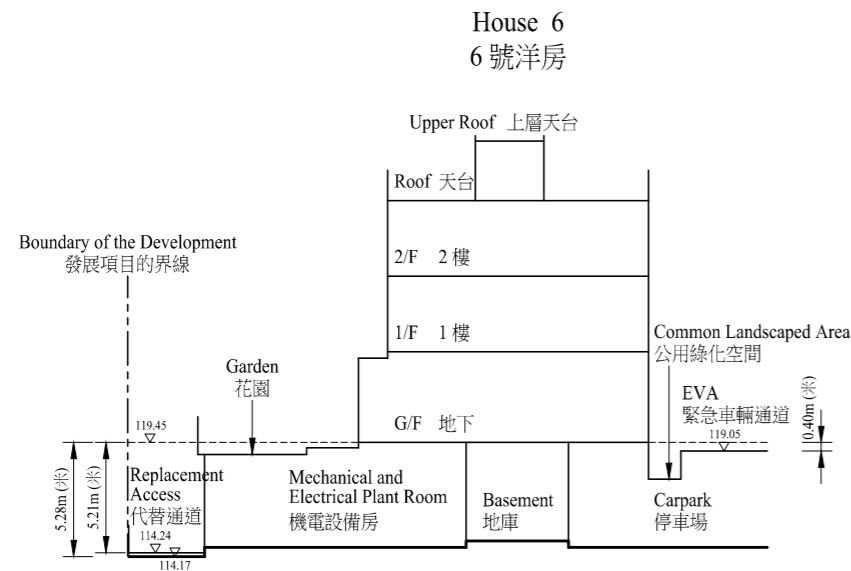 House 6
6 號洋房
Upper Roof 上層天台
Roof 天台
Boundary of the Development
發展項目的界線
2/F 2 樓
1/F 1 樓
Common Landscaped Area
公用綠化空間
Garden
花園
EVA
緊急車輛通道
0.40m (米)
G/F 地下
119.45
119.05
Replacement
Access
代替通道
Mechanical and
Electrical Plant Room
機電設備房
Basement
地庫
Carpark
停車場
5.28m (米)
5.21m (米)
114.24
114.17